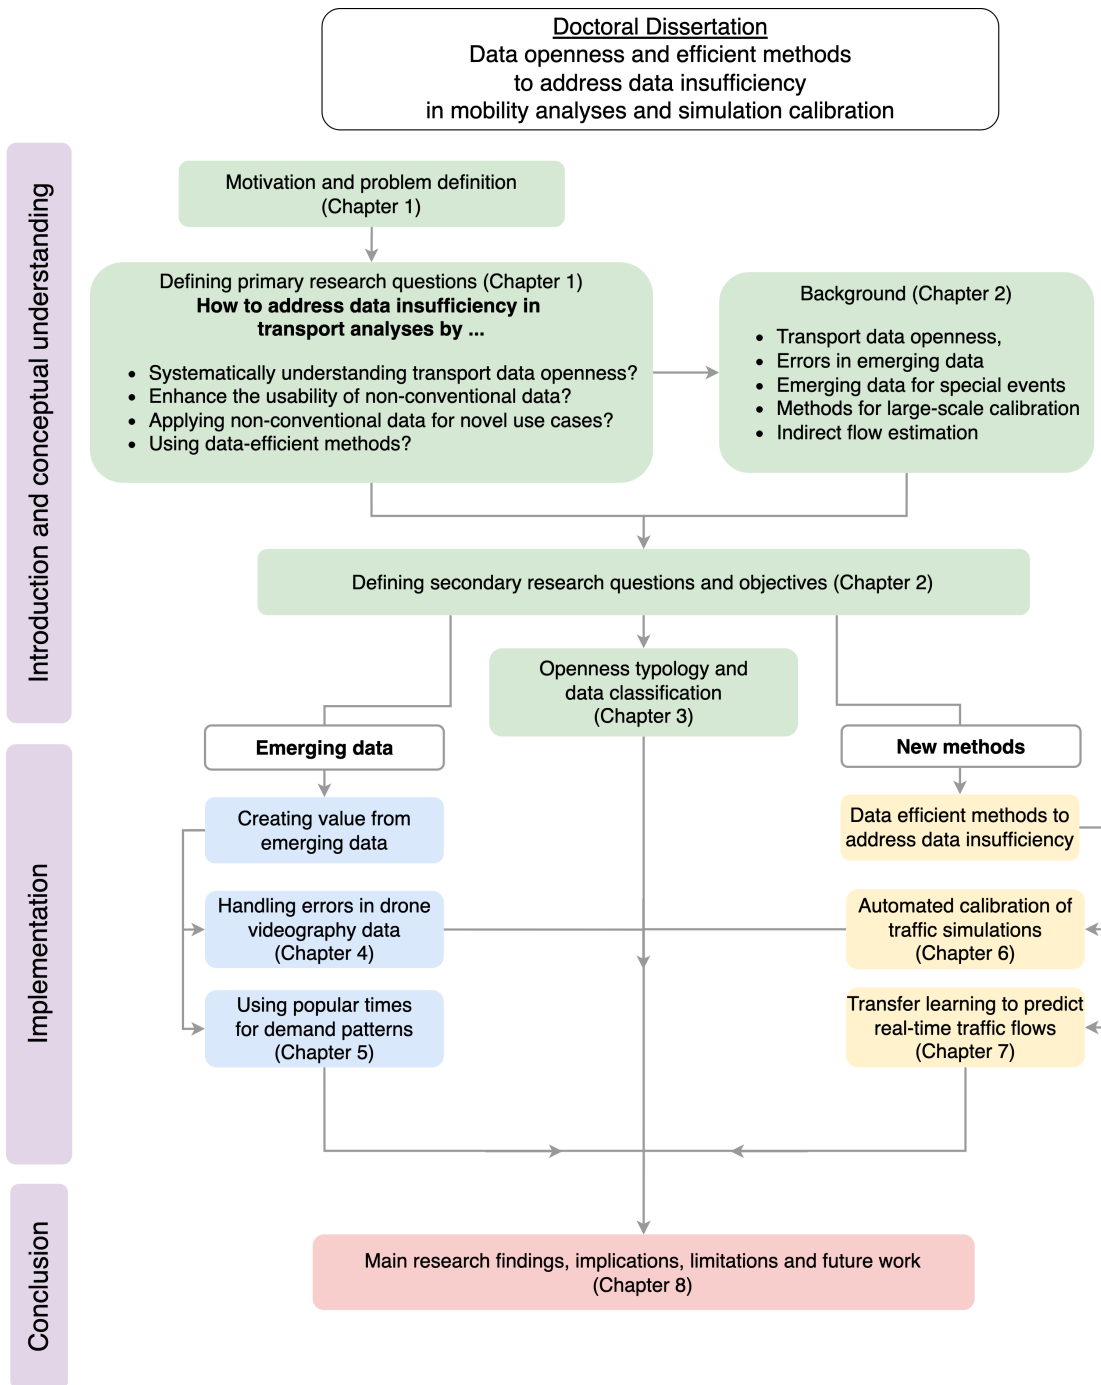 Doctoral Dissertation
Data openness and efficient methods
to address data insufficiency
in mobility analyses and simulation calibration
Introduction and conceptual understanding
Motivation and problem definition
(Chapter 1)
Defining primary research questions (Chapter 1)
How to address data insufficiency in
transport analyses by ...
• Systematically understanding transport data openness?
• Enhance the usability of non-conventional data?
• Applying non-conventional data for novel use cases?
• Using data-efficient methods?
Background (Chapter 2)
• Transport data openness,
• Errors in emerging data
• Emerging data for special events
• Methods for large-scale calibration
• Indirect flow estimation
Defining secondary research questions and objectives (Chapter 2)
Openness typology and
data classification
(Chapter 3)
Implementation
Emerging data
Creating value from
emerging data
Handling errors in drone
videography data
(Chapter 4)
Using popular times
for demand patterns
(Chapter 5)
New methods
Data efficient methods to
address data insufficiency
Automated calibration of
traffic simulations
(Chapter 6)
Transfer learning to predict
real-time traffic flows
(Chapter 7)
Conclusion
Main research findings, implications, limitations and future work
(Chapter 8)